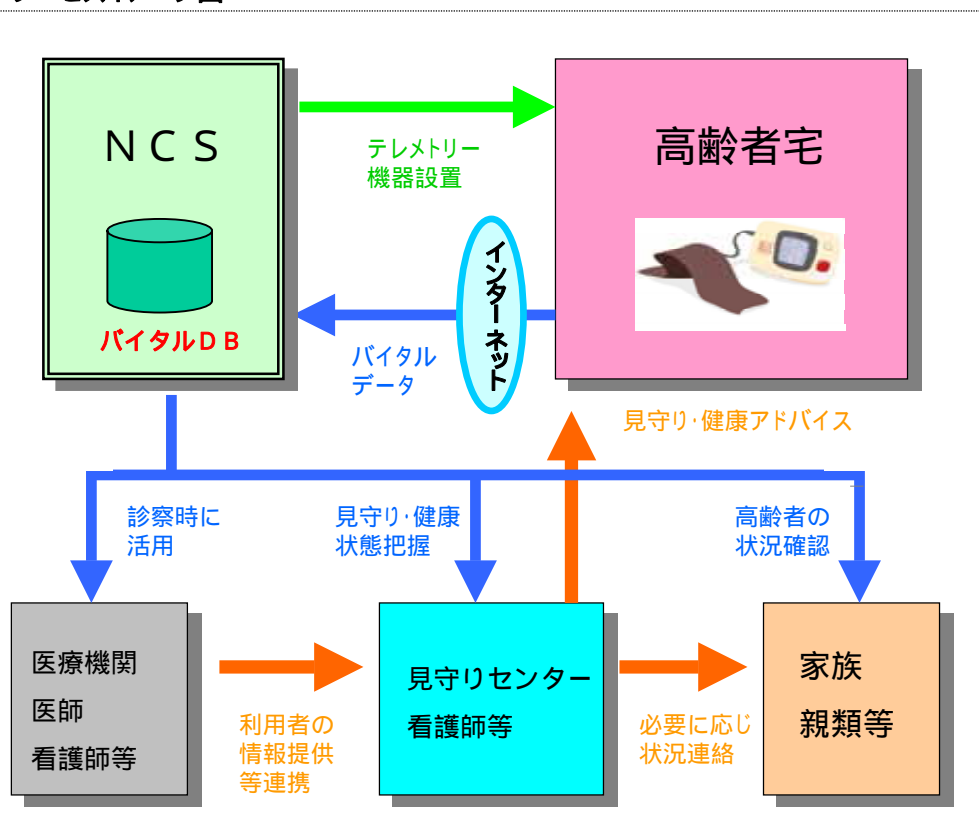 ＮＣＳ
高齢者宅
テレメトリー
機器設置
インターネット
バイタルＤＢ
バイタル
データ
見守り・健康アドバイス
診察時に
活用
見守り・健康
状態把握
高齢者の
状況確認
医療機関
医師
看護師等
見守りセンター
看護師等
家族
親類等
利用者の
情報提供
等連携
必要に応じ
状況連絡